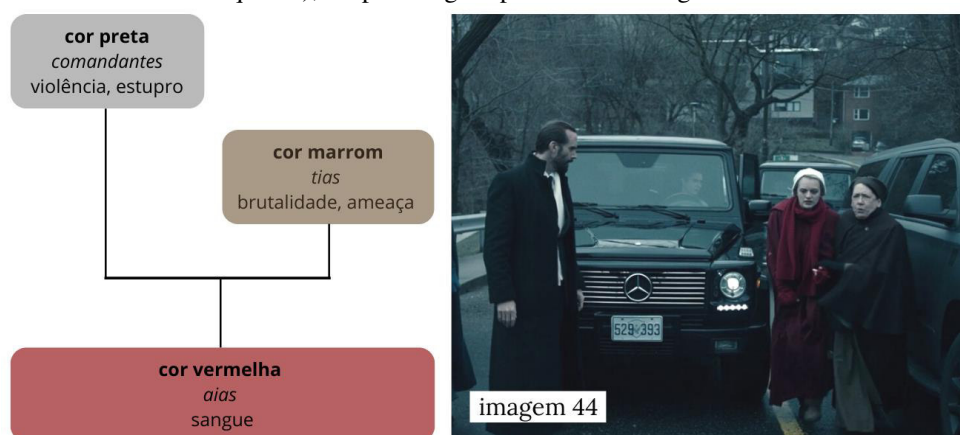 cor preta
comandantes
violência, estupro
cor marrom
tias
brutalidade, ameaça
cor vermelha
aias
sangue
529 393
imagem 44